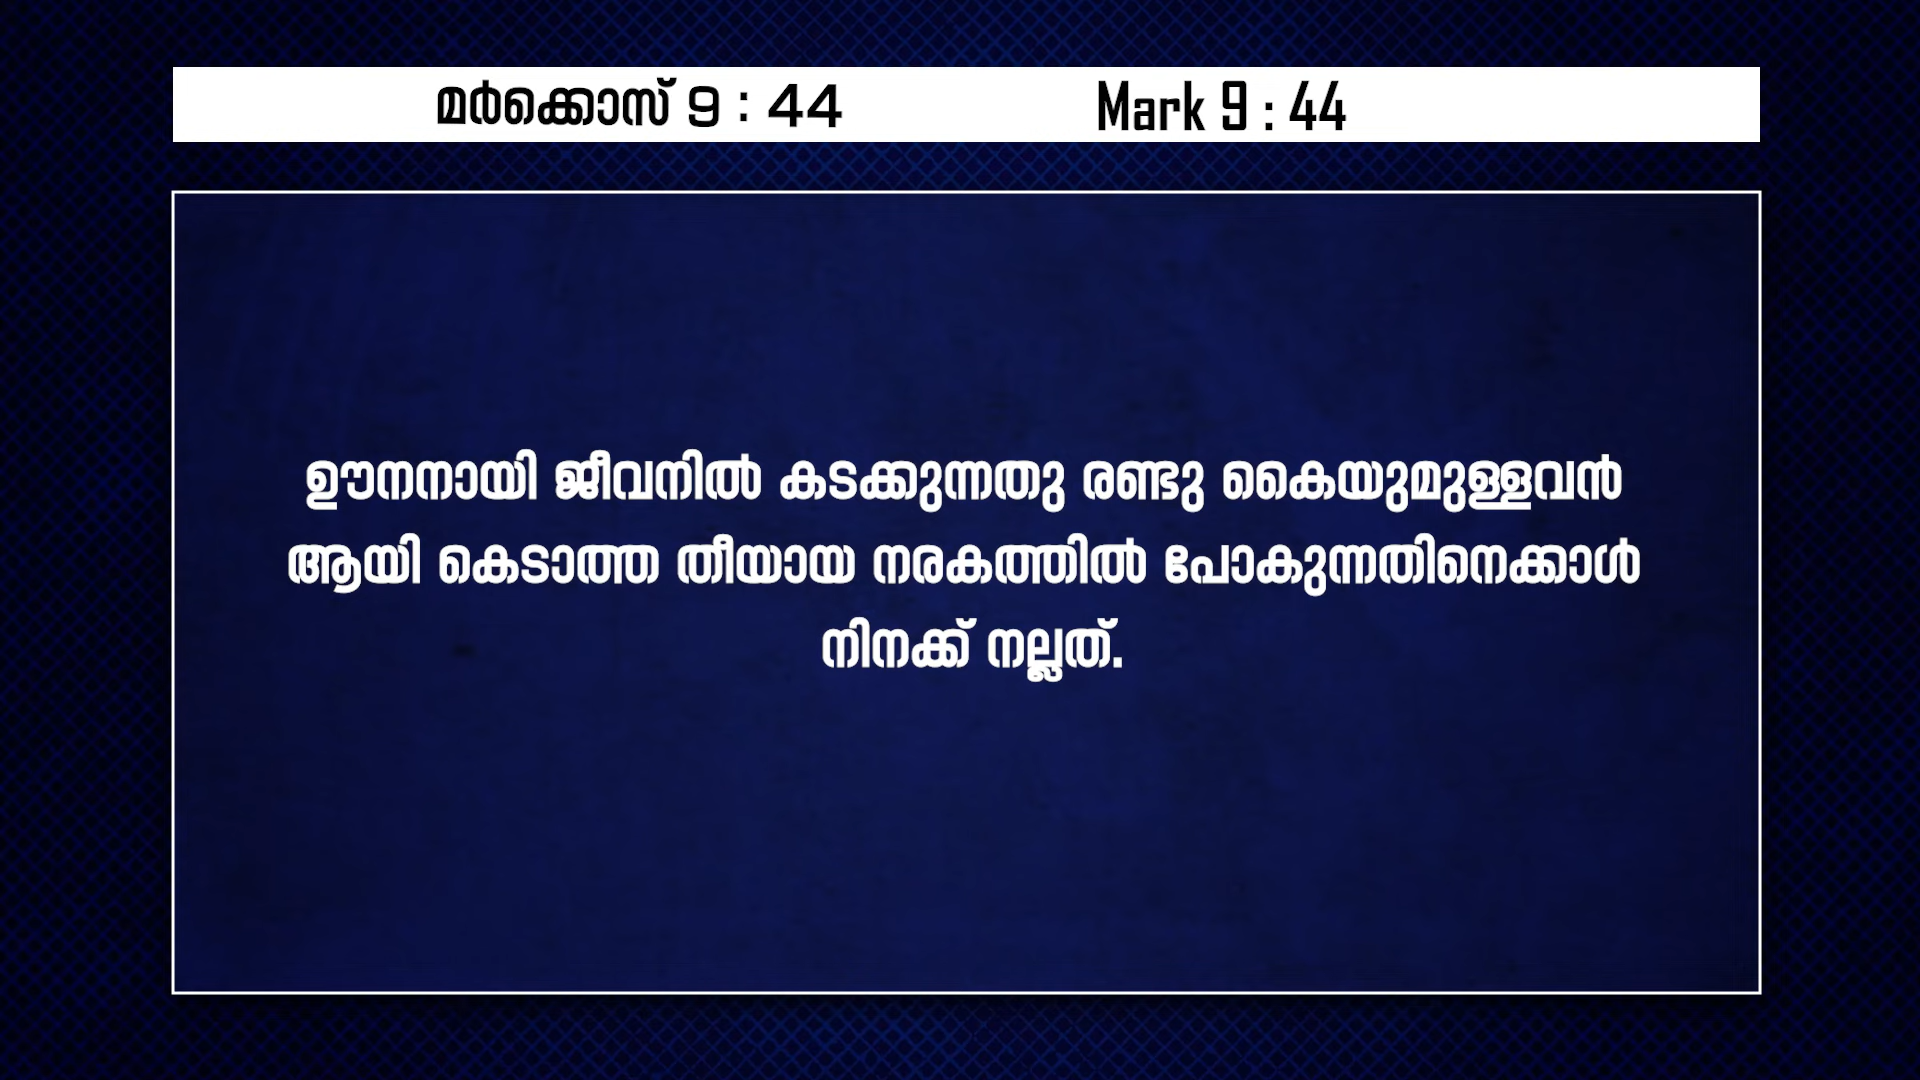 മർക്കൊസ് 9 : 44 Mark 9 : 44
ഊനനായി ജീവനിൽ കടക്കുന്നതു രണ്ടു കൈയുമുള്ളവൻ
ആയി കെടാത്ത തീയായ നരകത്തിൽ പോകുന്നതിനെക്കാൾ
നിനക്ക് നല്ലത്.